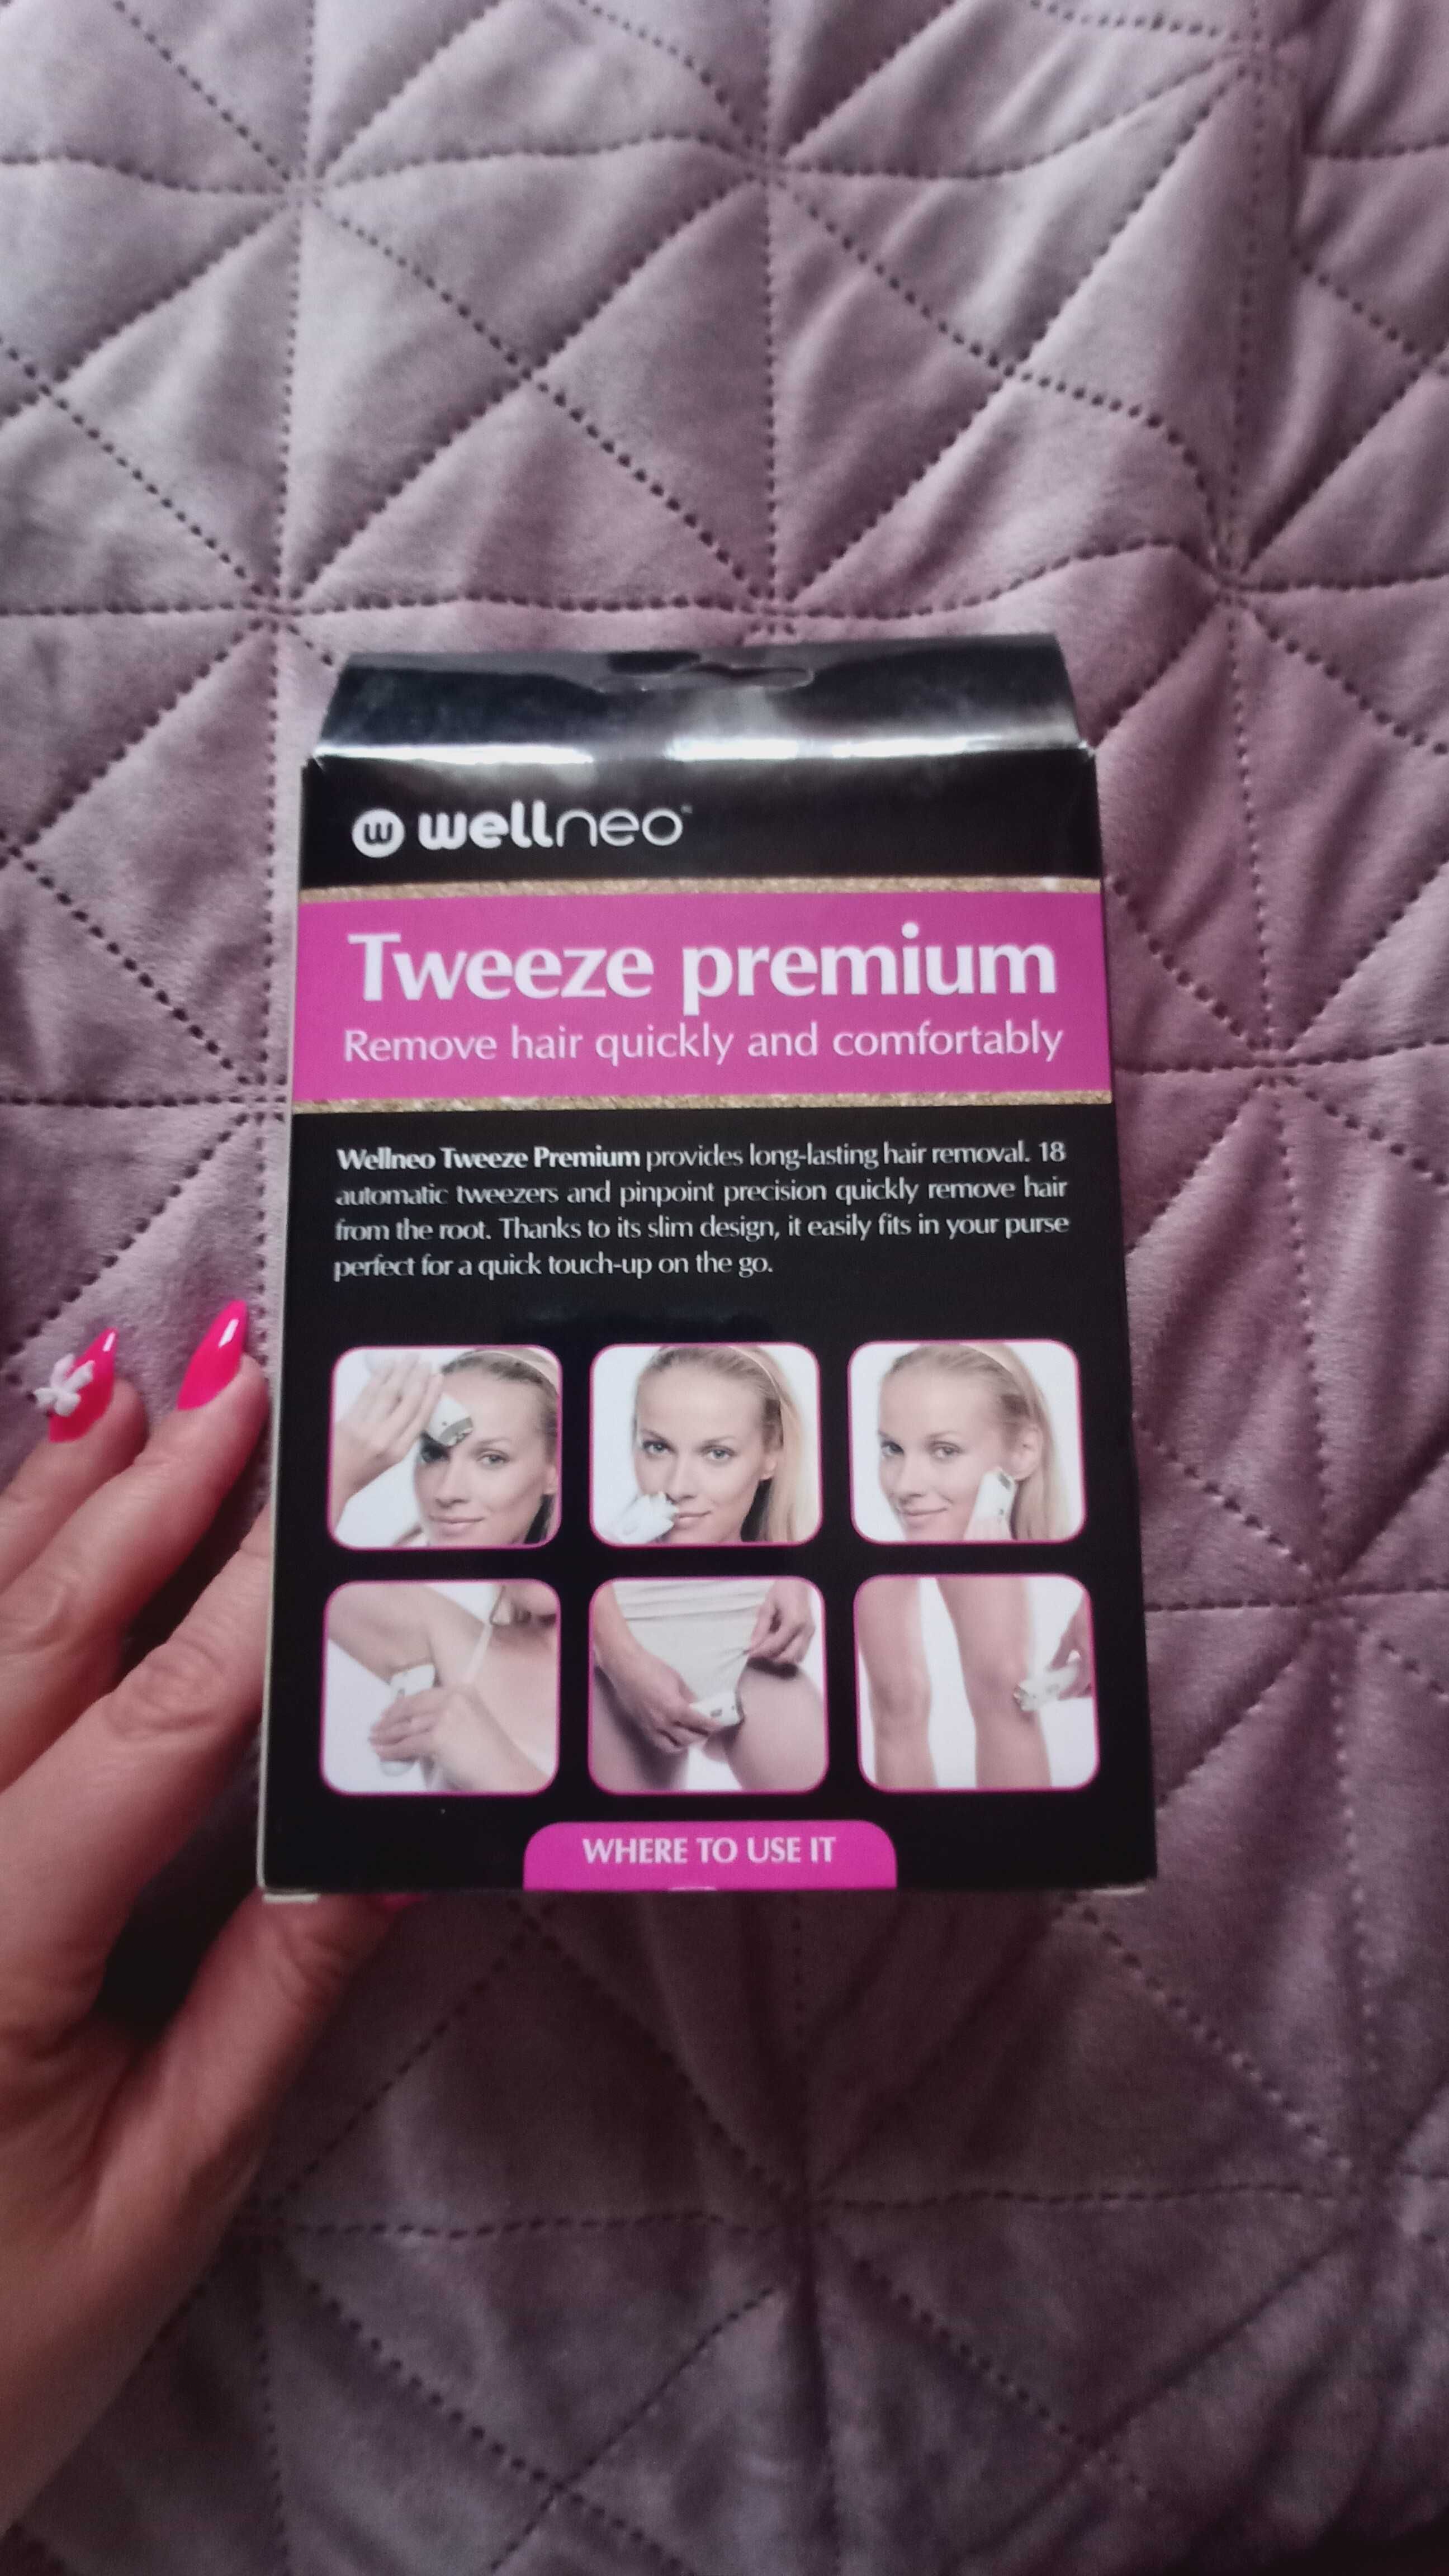 w wellneo™
Tweeze premium
Remove hair quickly and comfortably
Wellneo Tweeze Premium provides long-lasting hair removal. 18
automatic tweezers and pinpoint precision quickly remove hair
from the root. Thanks to its slim design, it easily fits in your purse
perfect for a quick touch-up on the go.
WHERE TO USE IT